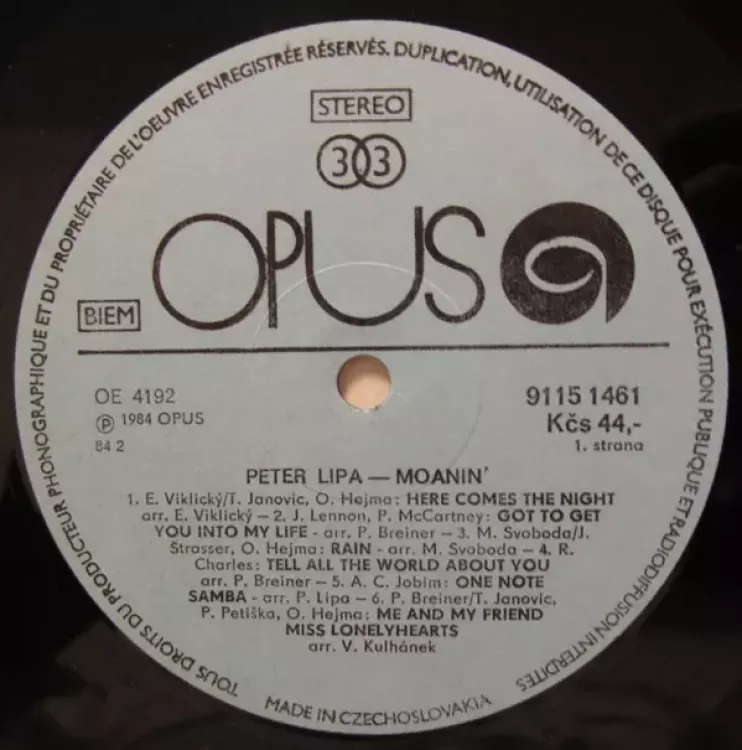 TOUS DROITS DU PRODUCTEUR PHONOGRAPHIQUE ET DU PROPRIÉTAIRE DE L'OEUVRE ENREGISTRÉE RÉSERVÉS. DUPLICATION, UTILISATION DE CE DISQUE POUR EXÉCUTION PUBLIQUE ET RADIODIFFUSION INTERDITES
STEREO
33
OPUS
BIEM
OE 4192
Ⓟ 1984 OPUS
84 2
9115 1461
Kčs 44,-
1. strana
PETER LIPA — MOANIN'
1. E. Viklický/T. Janovic, O. Hejma: HERE COMES THE NIGHT
arr. E. Viklický – 2. J. Lennon, P. McCartney: GOT TO GET
YOU INTO MY LIFE - arr. P. Breiner – 3. M. Svoboda/J.
Štrasser, O. Hejma: RAIN - arr. M. Svoboda – 4. R.
Charles: TELL ALL THE WORLD ABOUT YOU
arr. P. Breiner – 5. A. C. Jobim: ONE NOTE
SAMBA - arr. P. Lipa – 6. P. Breiner/T. Janovic,
P. Petiška, O. Hejma: ME AND MY FRIEND
MISS LONELYHEARTS
arr. V. Kulhánek
MADE IN CZECHOSLOVAKIA